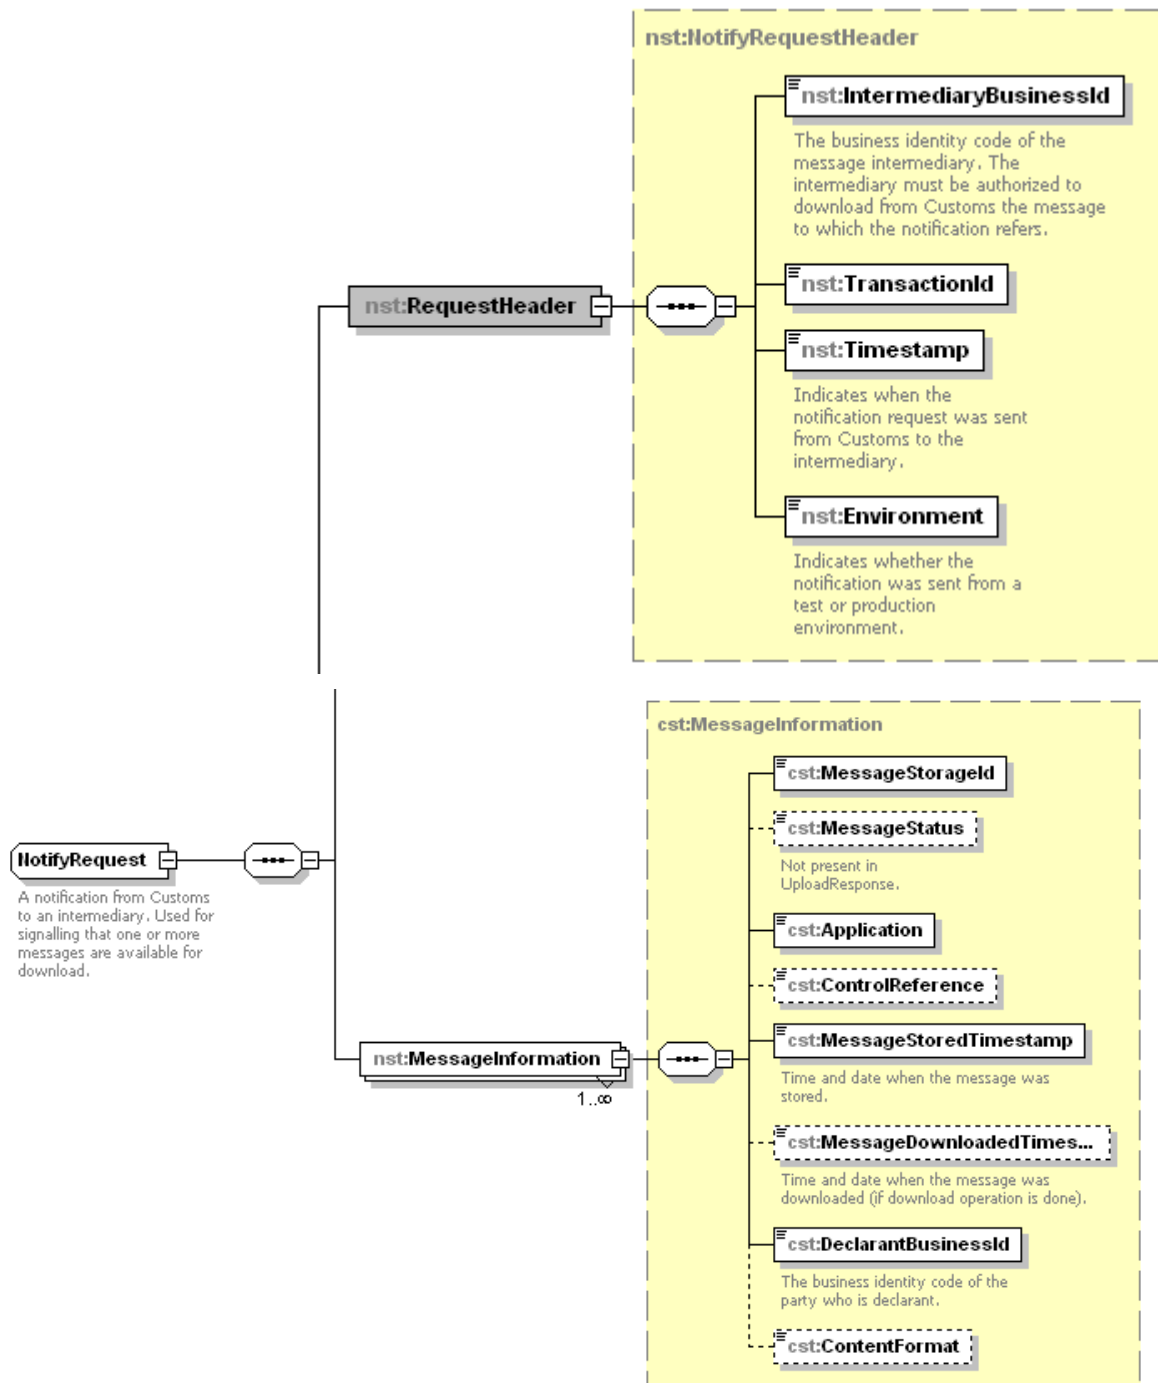 nst:NotifyRequestHeader
nst:IntermediaryBusinessId
The business identity code of the
message intermediary. The
intermediary must be authorized to
download from Customs the message
to which the notification refers.
nst:RequestHeader
nst:TransactionId
nst:Timestamp
Indicates when the
notification request was sent
from Customs to the
intermediary.
nst:Environment
Indicates whether the
notification was sent from a
test or production
environment.
cst:MessageInformation
cst:MessageStorageId
cst:MessageStatus
Not present in
UploadResponse.
NotifyRequest
A notification from Customs
to an intermediary. Used for
signalling that one or more
messages are available for
download.
cst:Application
cst:ControlReference
nst:MessageInformation
1..∞
cst:MessageStoredTimestamp
Time and date when the message was
stored.
cst:MessageDownloadedTimes...
Time and date when the message was
downloaded (if download operation is done).
cst:DeclarantBusinessId
The business identity code of the
party who is declarant.
cst:ContentFormat